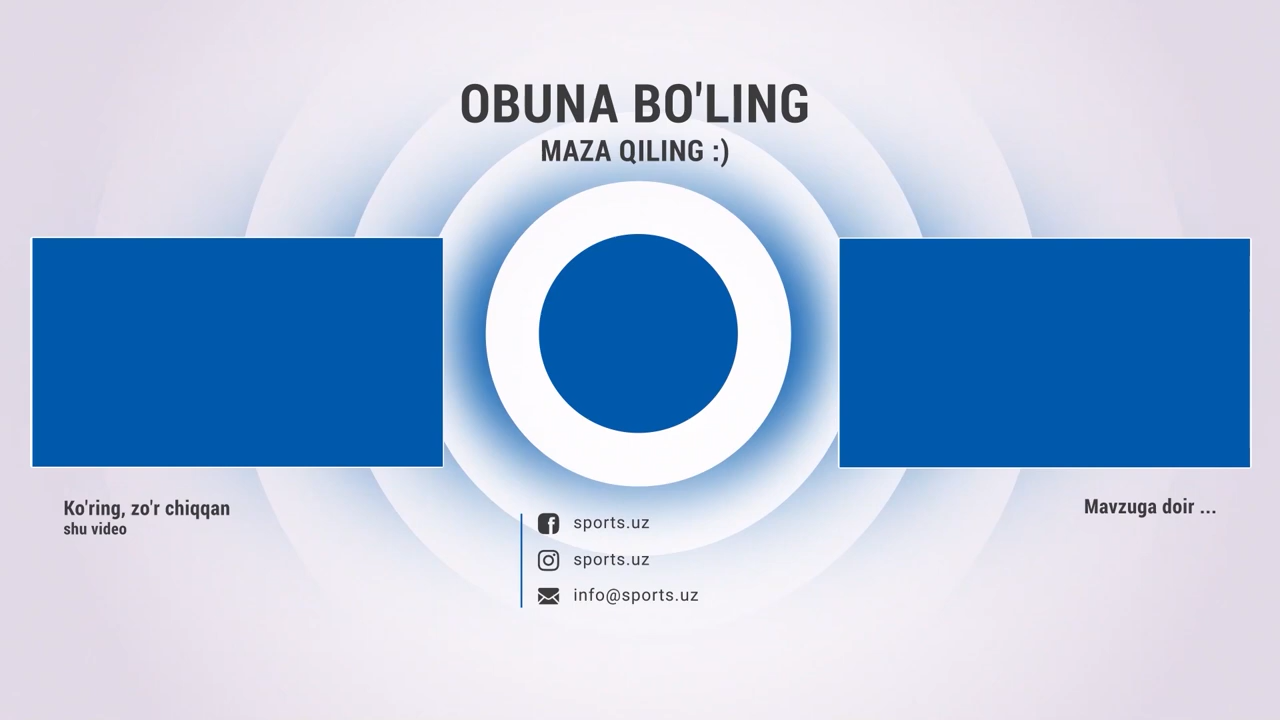 OBUNA BO'LING
MAZA QILING :)
Ko'ring, zo'r chiqqan
shu video
Mavzuga doir ...
sports.uz
sports.uz
info@sports.uz